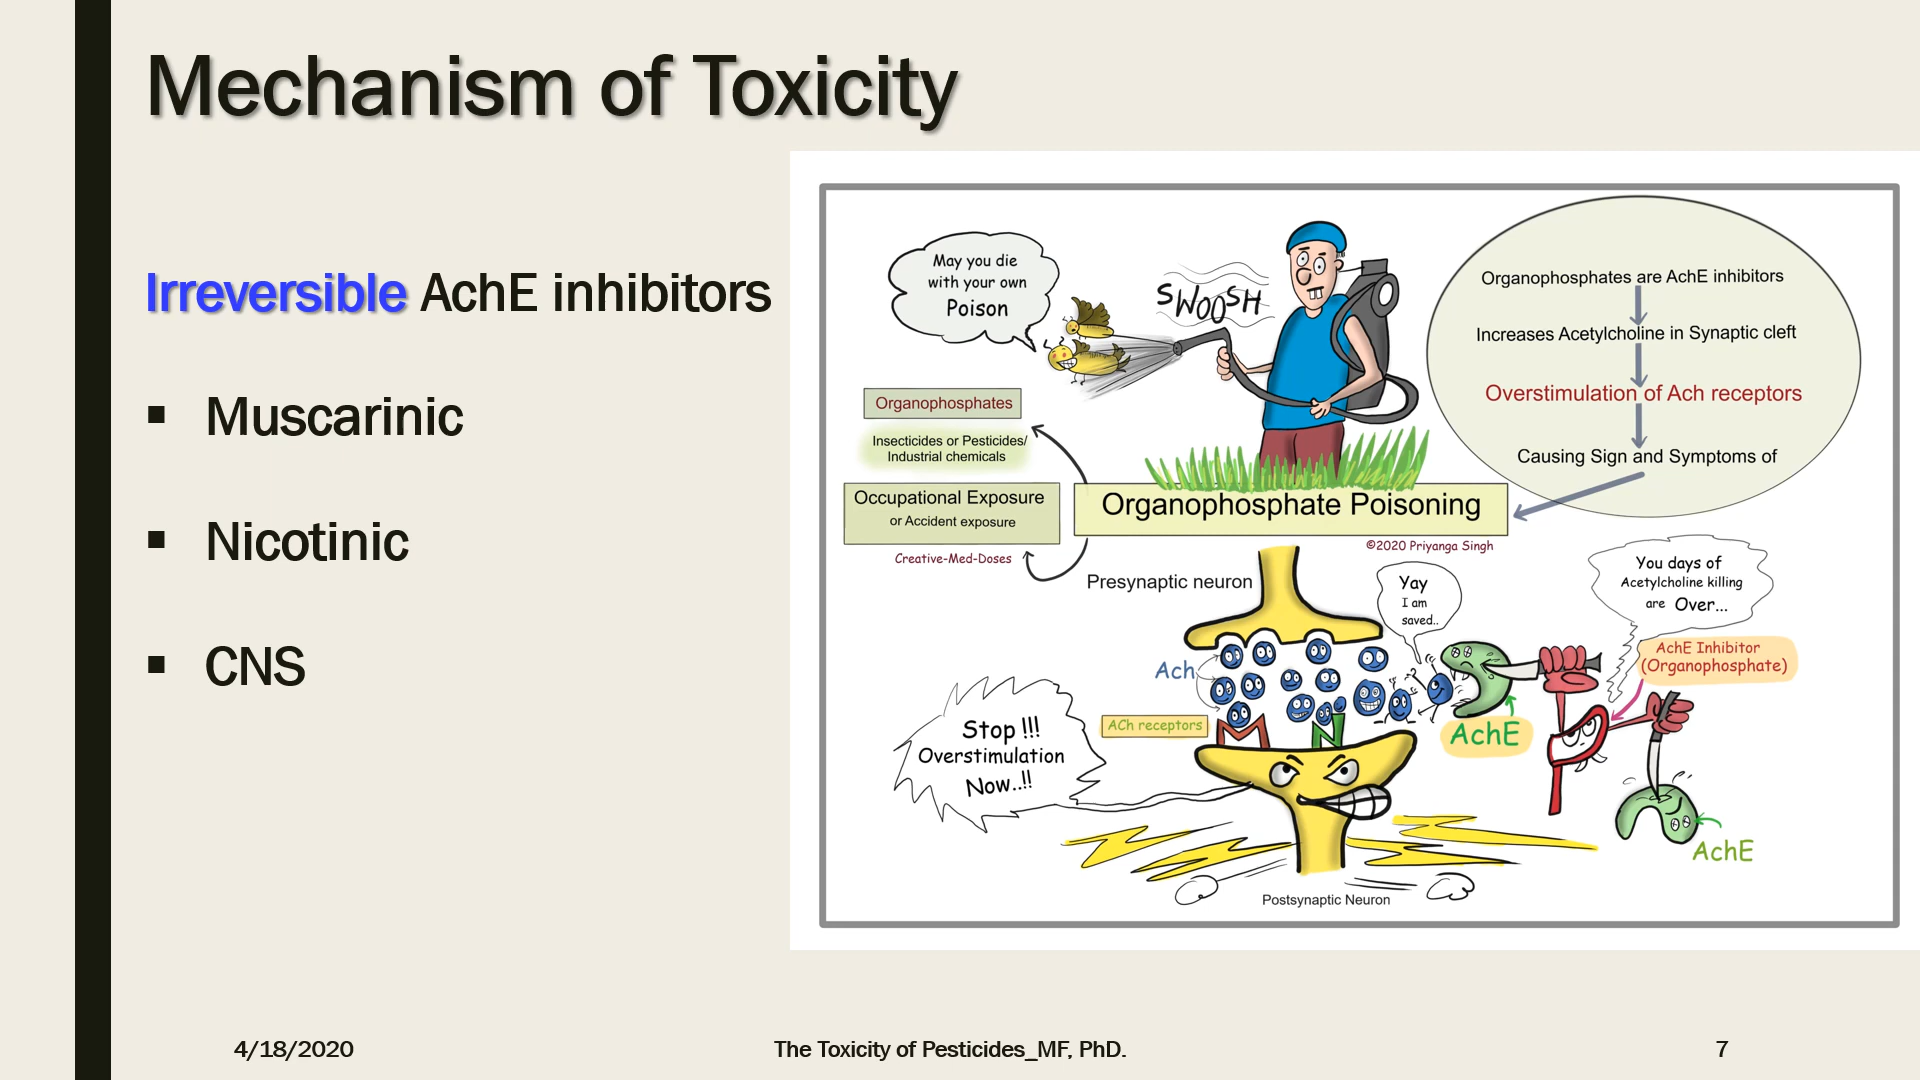 Mechanism of Toxicity
Irreversible AchE inhibitors
▪ Muscarinic
▪ Nicotinic
▪ CNS
May you die
with your own
Poison
SWOOSH
Organophosphates are AchE inhibitors
Increases Acetylcholine in Synaptic cleft
Overstimulation of Ach receptors
Causing Sign and Symptoms of
Organophosphates
Insecticides or Pesticides/
Industrial chemicals
Occupational Exposure
or Accident exposure
Creative-Med-Doses
Organophosphate Poisoning
©2020 Priyanga Singh
Presynaptic neuron
Yay
I am
saved..
You days of
Acetylcholine killing
are Over...
AchE Inhibitor
(Organophosphate)
Ach
ACh receptors
M N
AchE
Stop !!!
Overstimulation
Now..!!
AchE
Postsynaptic Neuron
4/18/2020
The Toxicity of Pesticides_MF, PhD.
7